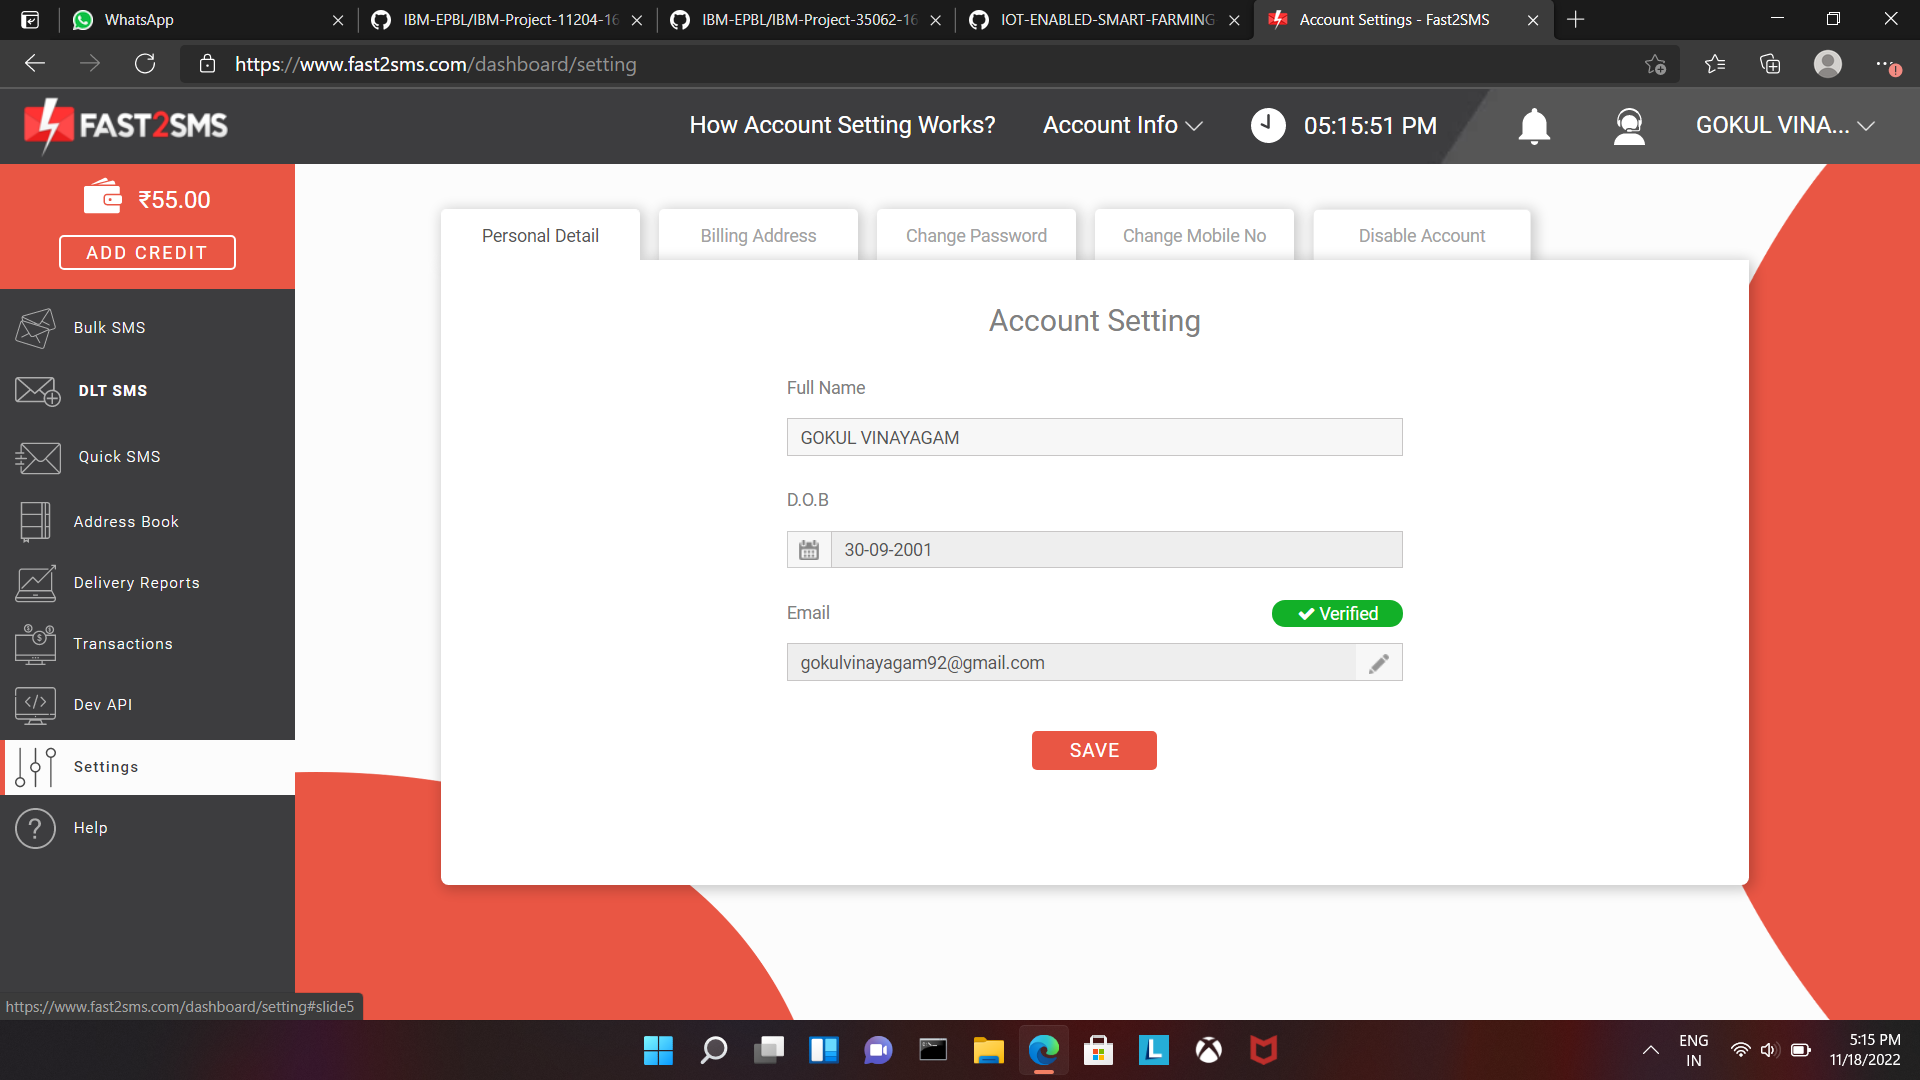 WhatsApp
IBM-EPBL/IBM-Project-11204-16
IBM-EPBL/IBM-Project-35062-16
IOT-ENABLED-SMART-FARMING
Account Settings - Fast2SMS
https://www.fast2sms.com/dashboard/setting
FAST2SMS
How Account Setting Works?
Account Info
05:15:51 PM
GOKUL VINA...
₹55.00
ADD CREDIT
Bulk SMS
DLT SMS
Quick SMS
Address Book
Delivery Reports
Transactions
Dev API
Settings
Help
Personal Detail
Billing Address
Change Password
Change Mobile No
Disable Account
Account Setting
Full Name
GOKUL VINAYAGAM
D.O.B
30-09-2001
Email
Verified
gokulvinayagam92@gmail.com
SAVE
https://www.fast2sms.com/dashboard/setting#slide5
ENG
IN
5:15 PM
11/18/2022